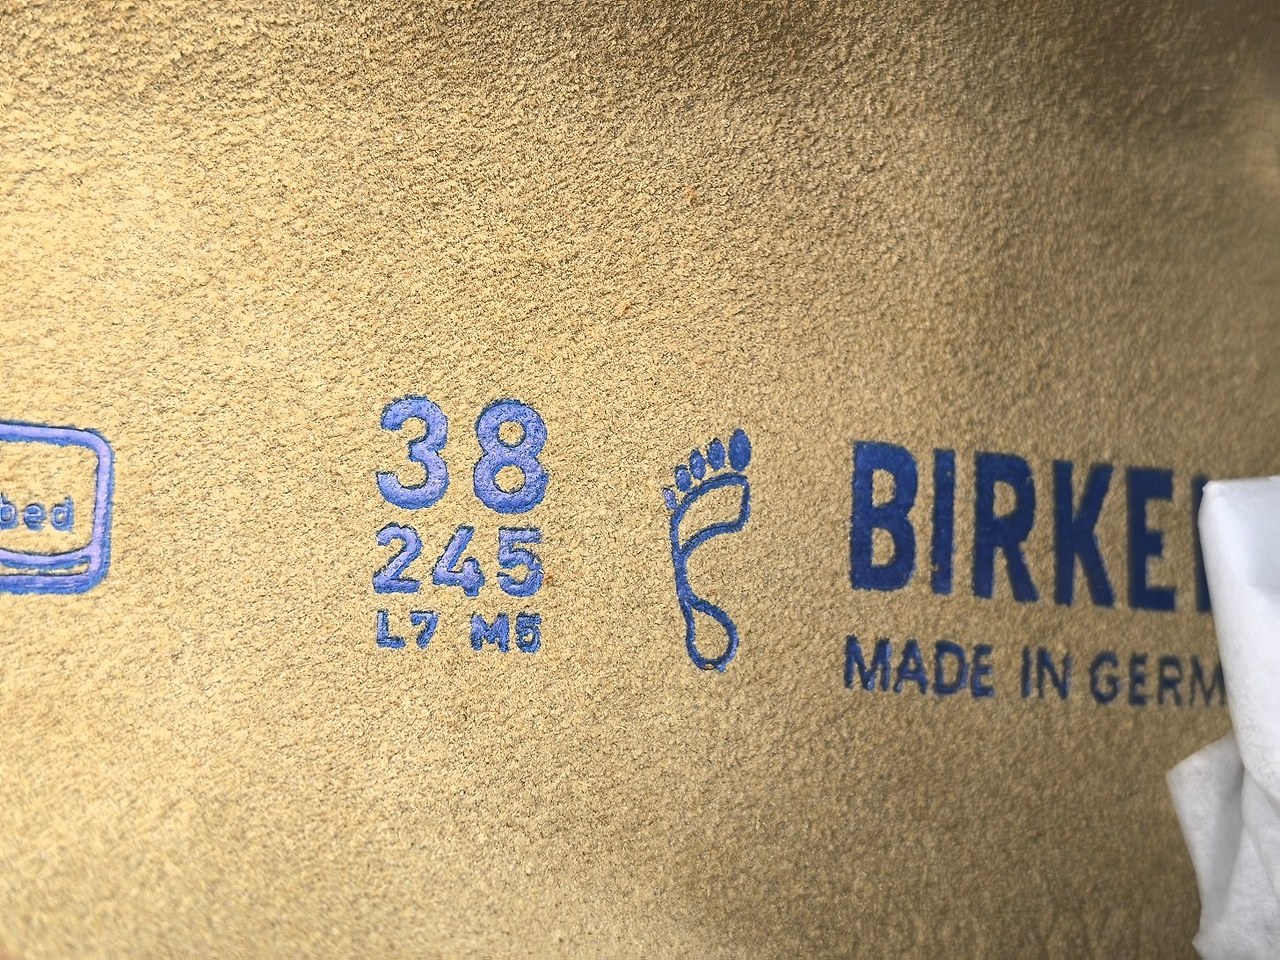 bed
38
245
L7 M5
BIRKE
MADE IN GERM